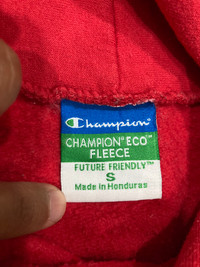 Champion
CHAMPION® ECO™
FLEECE
FUTURE FRIENDLY™
S
Made in Honduras